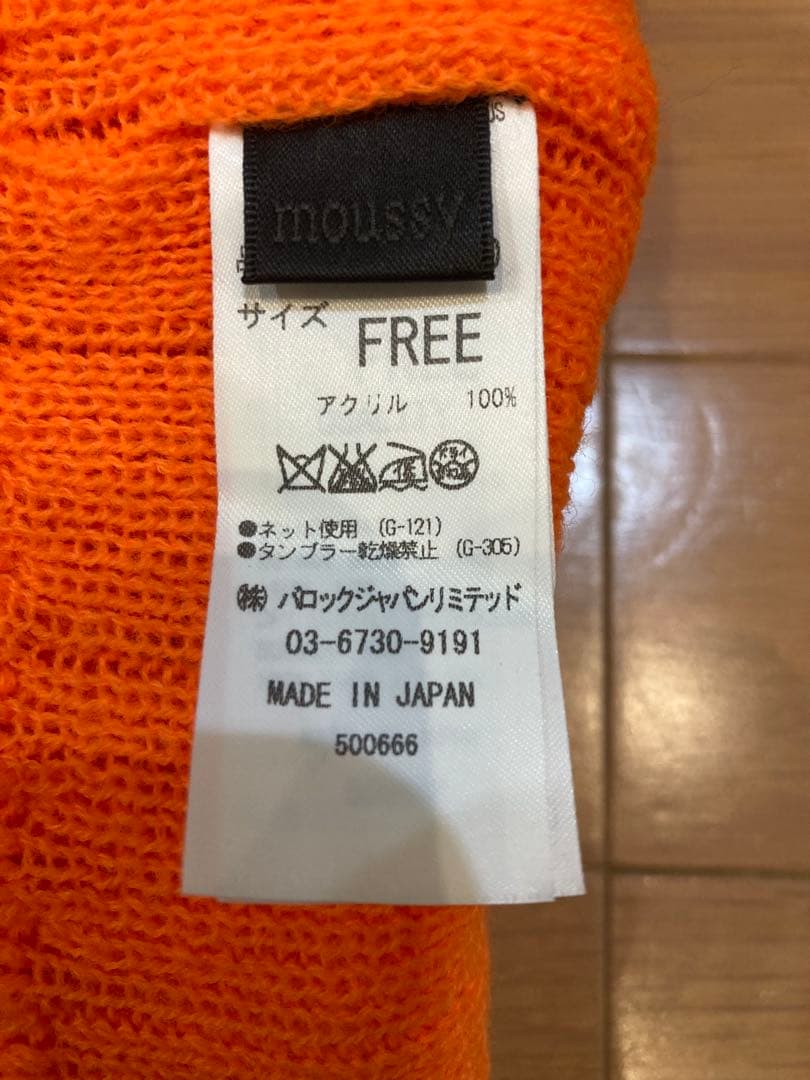 moussy
サイズ FREE
アクリル 100%
●ネット使用 (G-121)
●タンブラー乾燥禁止 (G-305)
㈱ バロックジャパンリミテッド
03-6730-9191
MADE IN JAPAN
500666